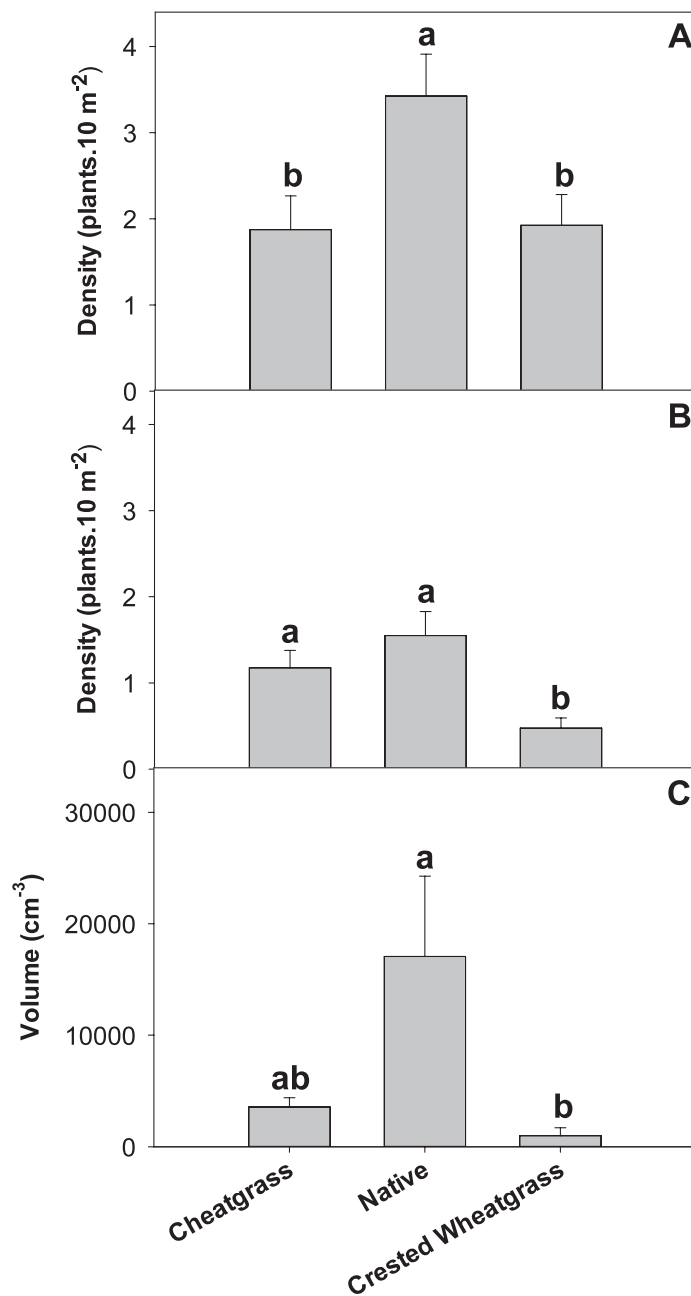 A
a
b
b
4
3
2
1
0
Density (plants.10 m⁻²)
B
a
a
b
4
3
2
1
0
Density (plants.10 m⁻²)
C
a
ab
b
30000
20000
10000
0
Volume (cm⁻³)
Cheatgrass
Native
Crested Wheatgrass